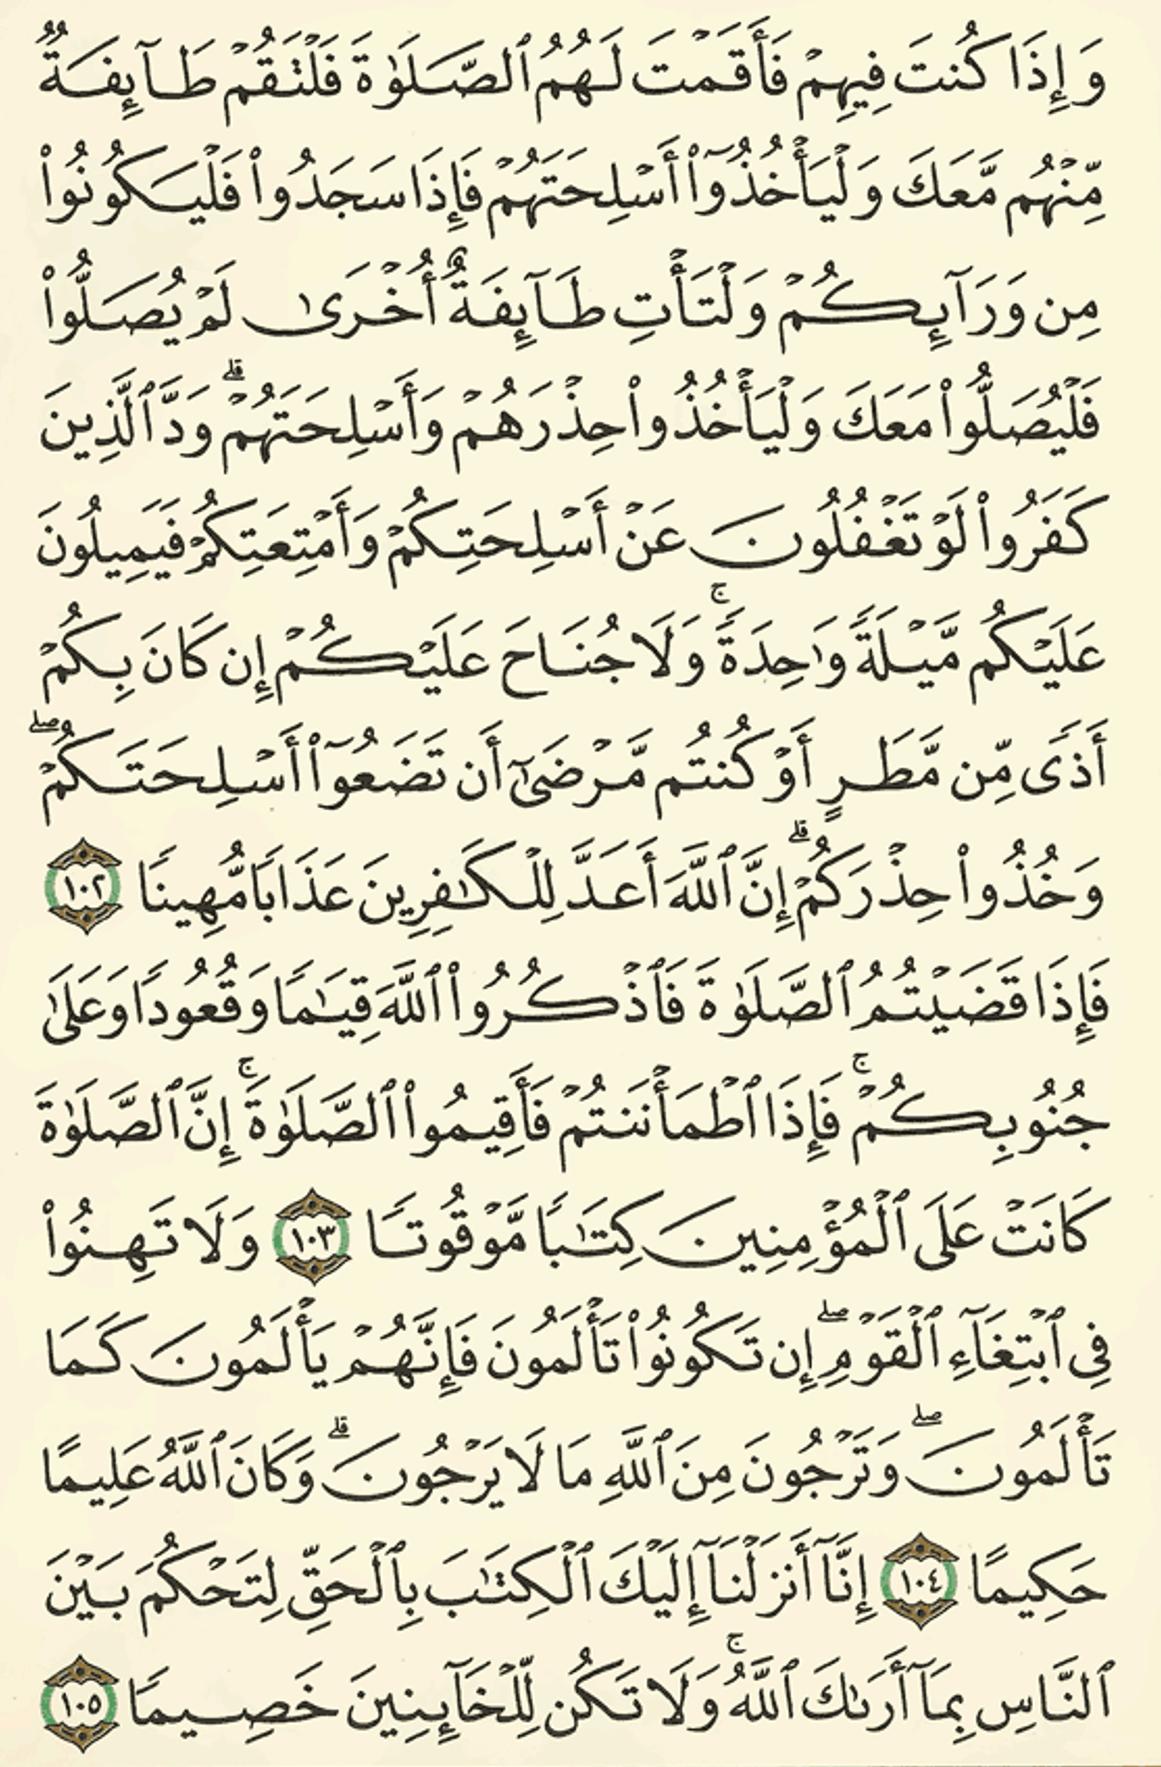 وَإِذَا كُنتَ فِيهِمْ فَأَقَمْتَ لَهُمُ ٱلصَّلَوٰةَ فَلْتَقُمْ طَآئِفَةٌ
مِّنْهُم مَّعَكَ وَلْيَأْخُذُوٓا۟ أَسْلِحَتَهُمْ فَإِذَا سَجَدُوا۟ فَلْيَكُونُوا۟
مِن وَرَآئِكُمْ وَلْتَأْتِ طَآئِفَةٌ أُخْرَىٰ لَمْ يُصَلُّوا۟
فَلْيُصَلُّوا۟ مَعَكَ وَلْيَأْخُذُوا۟ حِذْرَهُمْ وَأَسْلِحَتَهُمْ ۗ وَدَّ ٱلَّذِينَ
كَفَرُوا۟ لَوْ تَغْفُلُونَ عَنْ أَسْلِحَتِكُمْ وَأَمْتِعَتِكُمْ فَيَمِيلُونَ
عَلَيْكُم مَّيْلَةً وَٰحِدَةً ۚ وَلَا جُنَاحَ عَلَيْكُمْ إِن كَانَ بِكُمْ
أَذًى مِّن مَّطَرٍ أَوْ كُنتُم مَّرْضَىٰٓ أَن تَضَعُوٓا۟ أَسْلِحَتَكُمْ ۖ
وَخُذُوا۟ حِذْرَكُمْ ۗ إِنَّ ٱللَّهَ أَعَدَّ لِلْكَٰفِرِينَ عَذَابًا مُّهِينًا ١٠٢
فَإِذَا قَضَيْتُمُ ٱلصَّلَوٰةَ فَٱذْكُرُوا۟ ٱللَّهَ قِيَٰمًا وَقُعُودًا وَعَلَىٰ
جُنُوبِكُمْ ۚ فَإِذَا ٱطْمَأْنَنتُمْ فَأَقِيمُوا۟ ٱلصَّلَوٰةَ ۚ إِنَّ ٱلصَّلَوٰةَ
كَانَتْ عَلَى ٱلْمُؤْمِنِينَ كِتَٰبًا مَّوْقُوتًا ١٠٣ وَلَا تَهِنُوا۟
فِى ٱبْتِغَآءِ ٱلْقَوْمِ ۖ إِن تَكُونُوا۟ تَأْلَمُونَ فَإِنَّهُمْ يَأْلَمُونَ كَمَا
تَأْلَمُونَ ۖ وَتَرْجُونَ مِنَ ٱللَّهِ مَا لَا يَرْجُونَ ۗ وَكَانَ ٱللَّهُ عَلِيمًا
حَكِيمًا ١٠٤ إِنَّآ أَنزَلْنَآ إِلَيْكَ ٱلْكِتَٰبَ بِٱلْحَقِّ لِتَحْكُمَ بَيْنَ
ٱلنَّاسِ بِمَآ أَرَىٰكَ ٱللَّهُ ۚ وَلَا تَكُن لِّلْخَآئِنِينَ خَصِيمًا ١٠٥